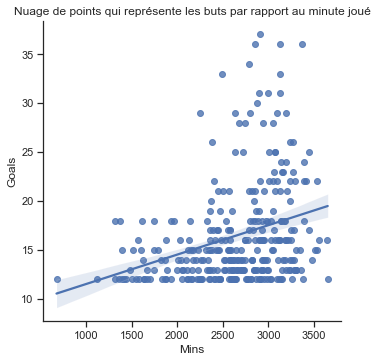 Nuage de points qui représente les buts par rapport au minute joué
35
30
25
20
15
10
Goals
1000 1500 2000 2500 3000 3500
Mins